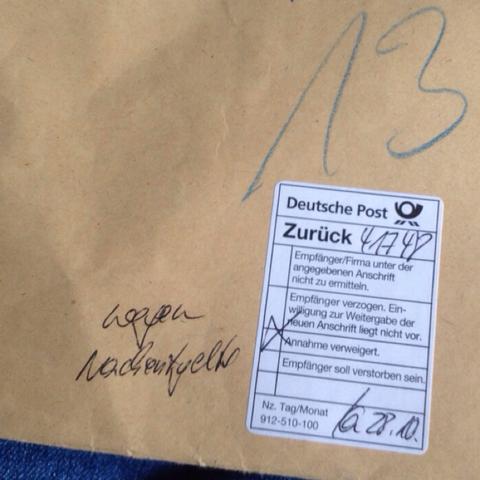 13
Deutsche Post
Zurück 41742
Empfänger/Firma unter der
angegebenen Anschrift
nicht zu ermitteln.
Empfänger verzogen. Ein-
willigung zur Weitergabe der
neuen Anschrift liegt nicht vor.
Annahme verweigert.
Empfänger soll verstorben sein.
Nz. Tag/Monat
912-510-100
28.10.
wegen